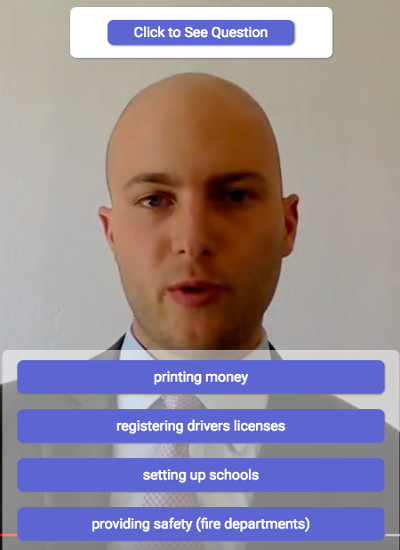 Click to See Question
printing money
registering drivers licenses
setting up schools
providing safety (fire departments)